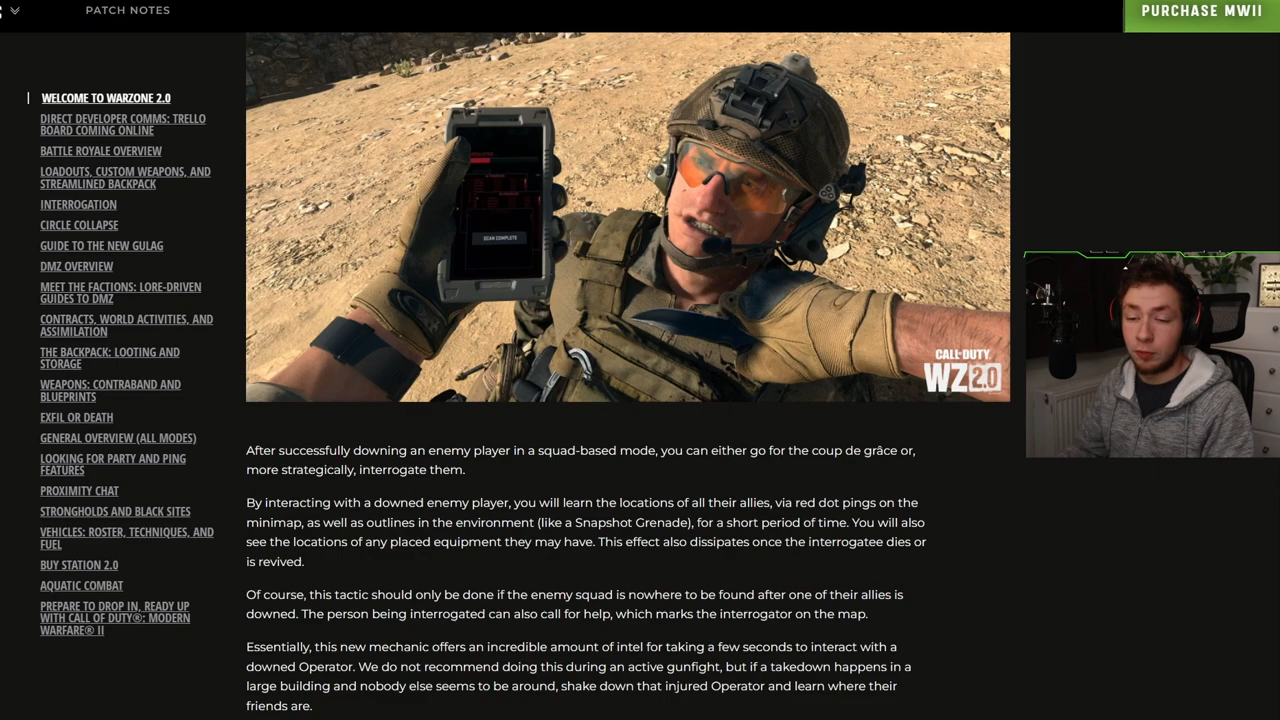 PATCH NOTES
PURCHASE MWII
WELCOME TO WARZONE 2.0
DIRECT DEVELOPER COMMS: TRELLO
BOARD COMING ONLINE
BATTLE ROYALE OVERVIEW
LOADOUTS, CUSTOM WEAPONS, AND
STREAMLINED BACKPACK
INTERROGATION
CIRCLE COLLAPSE
GUIDE TO THE NEW GULAG
DMZ OVERVIEW
MEET THE FACTIONS: LORE-DRIVEN
GUIDES TO DMZ
CONTRACTS, WORLD ACTIVITIES, AND
ASSIMILATION
THE BACKPACK: LOOTING AND
STORAGE
WEAPONS: CONTRABAND AND
BLUEPRINTS
EXFIL OR DEATH
GENERAL OVERVIEW (ALL MODES)
LOOKING FOR PARTY AND PING
FEATURES
PROXIMITY CHAT
STRONGHOLDS AND BLACK SITES
VEHICLES: ROSTER, TECHNIQUES, AND
FUEL
BUY STATION 2.0
AQUATIC COMBAT
PREPARE TO DROP IN, READY UP
WITH CALL OF DUTY®: MODERN
WARFARE® II
SCAN COMPLETE
CALL OF DUTY
WZ 2.0
After successfully downing an enemy player in a squad-based mode, you can either go for the coup de grâce or,
more strategically, interrogate them.
By interacting with a downed enemy player, you will learn the locations of all their allies, via red dot pings on the
minimap, as well as outlines in the environment (like a Snapshot Grenade), for a short period of time. You will also
see the locations of any placed equipment they may have. This effect also dissipates once the interrogatee dies or
is revived.
Of course, this tactic should only be done if the enemy squad is nowhere to be found after one of their allies is
downed. The person being interrogated can also call for help, which marks the interrogator on the map.
Essentially, this new mechanic offers an incredible amount of intel for taking a few seconds to interact with a
downed Operator. We do not recommend doing this during an active gunfight, but if a takedown happens in a
large building and nobody else seems to be around, shake down that injured Operator and learn where their
friends are.